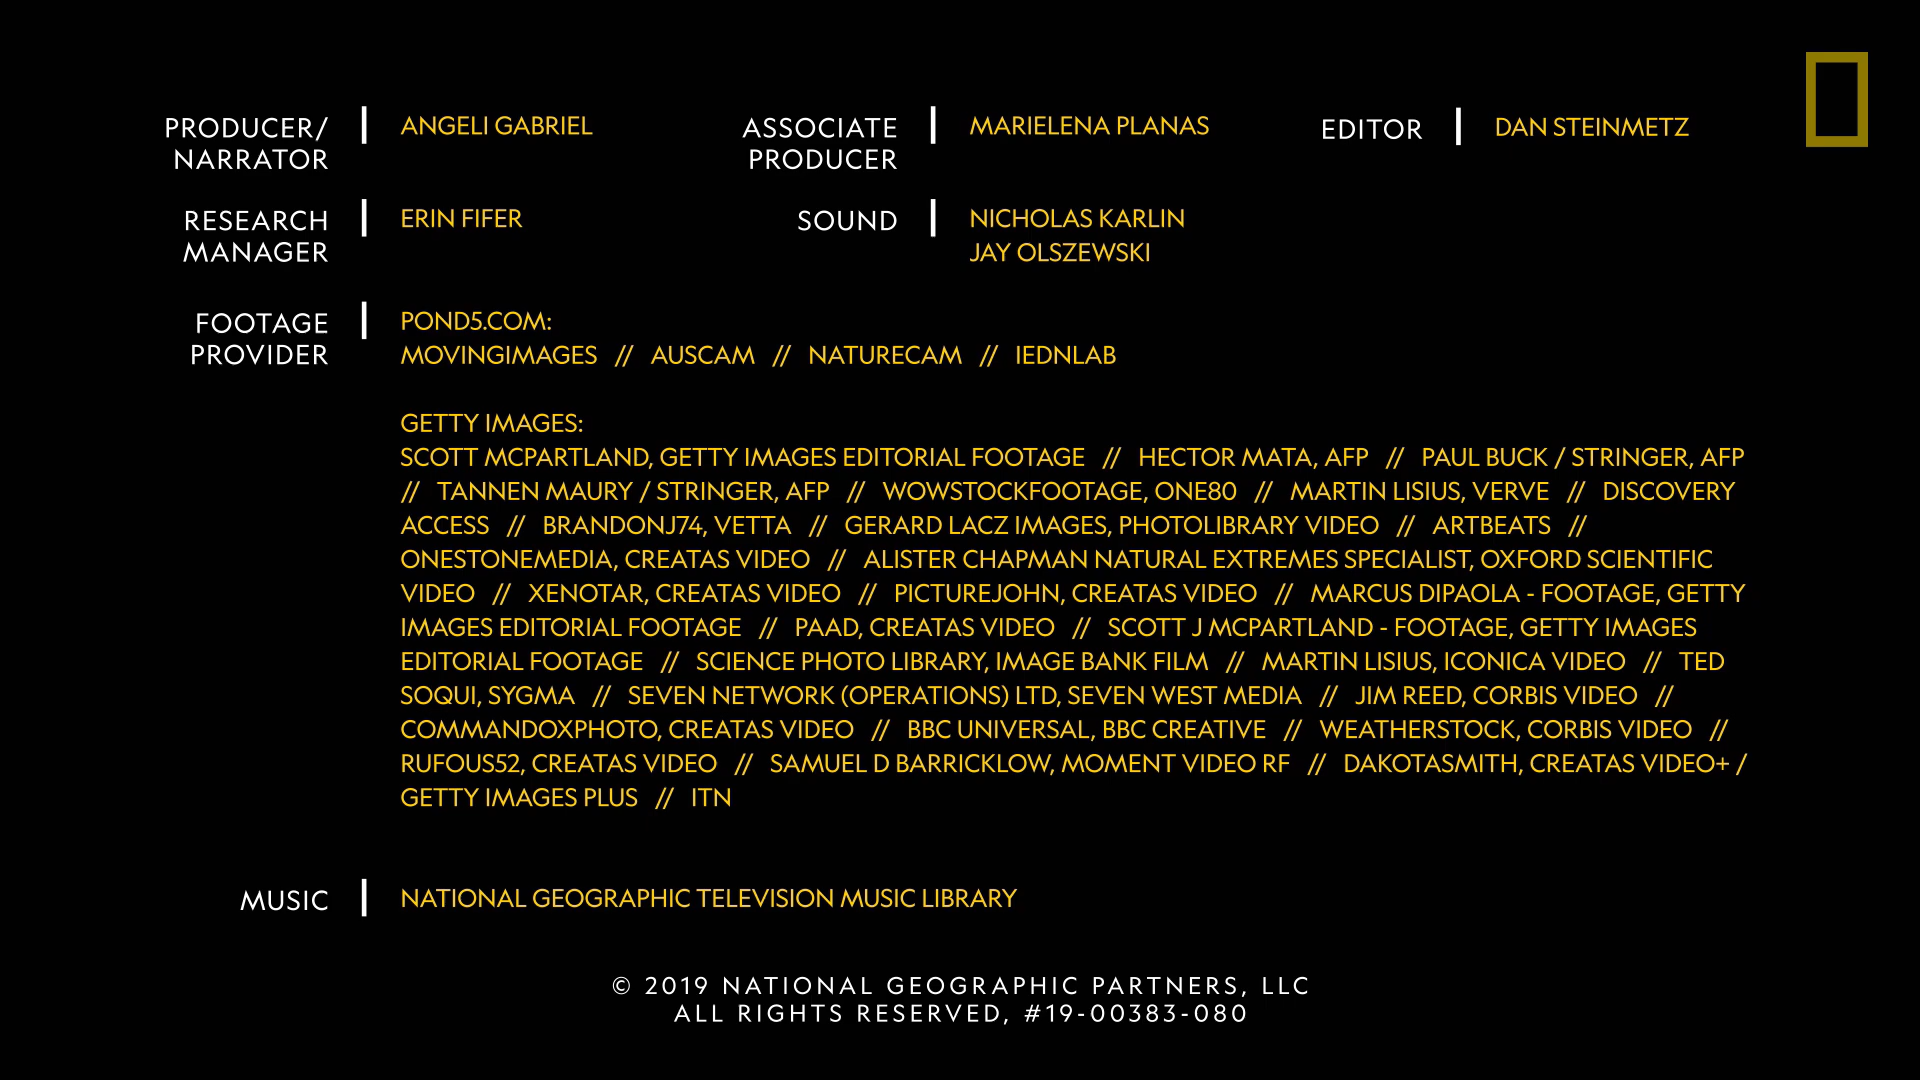 PRODUCER/ NARRATOR | ANGELI GABRIEL
ASSOCIATE PRODUCER | MARIELENA PLANAS
EDITOR | DAN STEINMETZ
RESEARCH MANAGER | ERIN FIFER
SOUND | NICHOLAS KARLIN
JAY OLSZEWSKI
FOOTAGE PROVIDER | POND5.COM:
MOVINGIMAGES // AUSCAM // NATURECAM // IEDNLAB
GETTY IMAGES:
SCOTT MCPARTLAND, GETTY IMAGES EDITORIAL FOOTAGE // HECTOR MATA, AFP // PAUL BUCK / STRINGER, AFP
// TANNEN MAURY / STRINGER, AFP // WOWSTOCKFOOTAGE, ONE80 // MARTIN LISIUS, VERVE // DISCOVERY
ACCESS // BRANDONJ74, VETTA // GERARD LACZ IMAGES, PHOTOLIBRARY VIDEO // ARTBEATS //
ONESTONEMEDIA, CREATAS VIDEO // ALISTER CHAPMAN NATURAL EXTREMES SPECIALIST, OXFORD SCIENTIFIC
VIDEO // XENOTAR, CREATAS VIDEO // PICTUREJOHN, CREATAS VIDEO // MARCUS DIPAOLA - FOOTAGE, GETTY
IMAGES EDITORIAL FOOTAGE // PAAD, CREATAS VIDEO // SCOTT J MCPARTLAND - FOOTAGE, GETTY IMAGES
EDITORIAL FOOTAGE // SCIENCE PHOTO LIBRARY, IMAGE BANK FILM // MARTIN LISIUS, ICONICA VIDEO // TED
SOQUI, SYGMA // SEVEN NETWORK (OPERATIONS) LTD, SEVEN WEST MEDIA // JIM REED, CORBIS VIDEO //
COMMANDOXPHOTO, CREATAS VIDEO // BBC UNIVERSAL, BBC CREATIVE // WEATHERSTOCK, CORBIS VIDEO //
RUFOUS52, CREATAS VIDEO // SAMUEL D BARRICKLOW, MOMENT VIDEO RF // DAKOTASMITH, CREATAS VIDEO+ /
GETTY IMAGES PLUS // ITN
MUSIC | NATIONAL GEOGRAPHIC TELEVISION MUSIC LIBRARY
© 2019 NATIONAL GEOGRAPHIC PARTNERS, LLC
ALL RIGHTS RESERVED, #19-00383-080